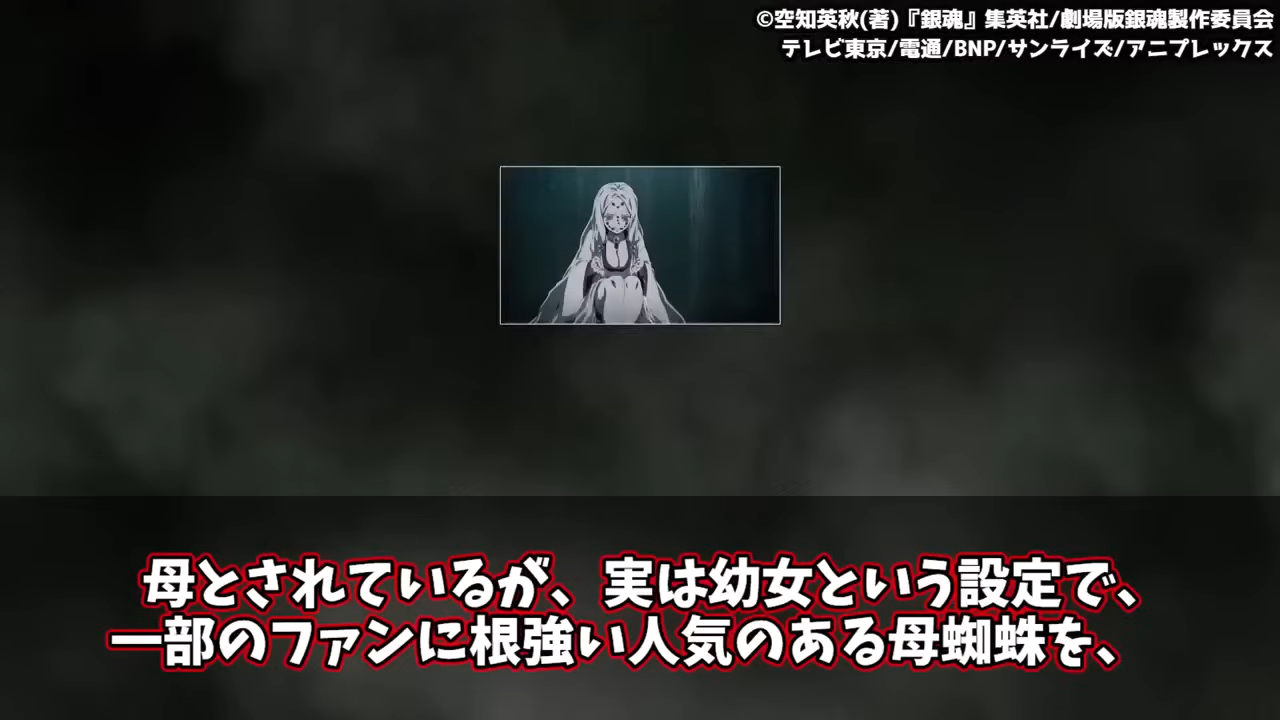 ©空知英秋(著)『銀魂』集英社/劇場版銀魂製作委員会
テレビ東京/電通/BNP/サンライズ/アニプレックス
母とされているが、実は幼女という設定で、
一部のファンに根強い人気のある母蜘蛛を、